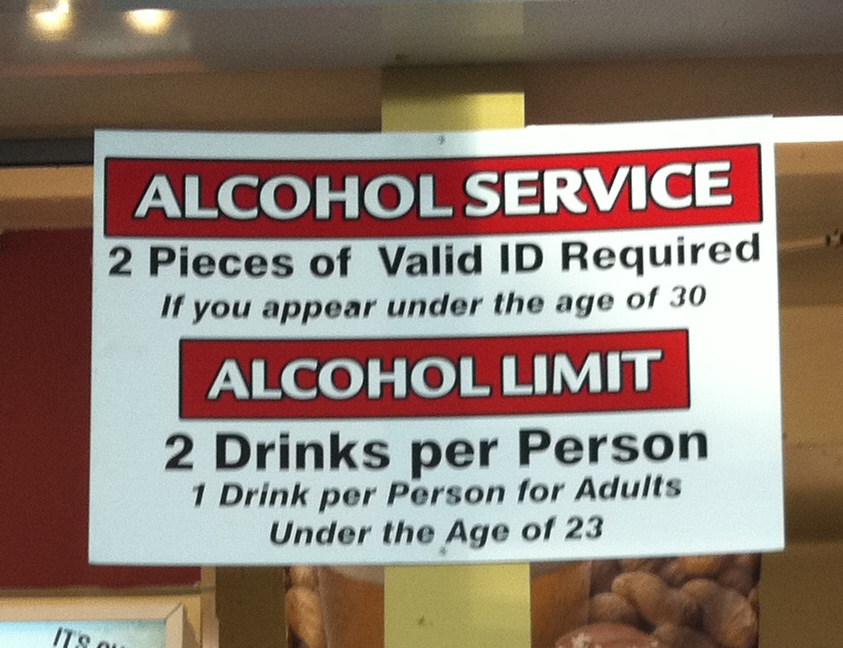 ALCOHOL SERVICE
2 Pieces of Valid ID Required
If you appear under the age of 30
ALCOHOL LIMIT
2 Drinks per Person
1 Drink per Person for Adults
Under the Age of 23
IT'S